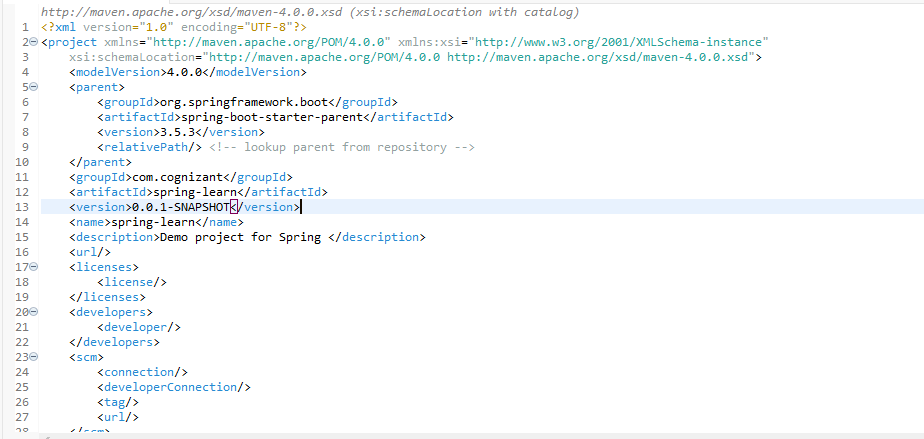 http://maven.apache.org/xsd/maven-4.0.0.xsd (xsi:schemaLocation with catalog)
1 <?xml version="1.0" encoding="UTF-8"?>
2 <project xmlns="http://maven.apache.org/POM/4.0.0" xmlns:xsi="http://www.w3.org/2001/XMLSchema-instance"
3     xsi:schemaLocation="http://maven.apache.org/POM/4.0.0 http://maven.apache.org/xsd/maven-4.0.0.xsd">
4     <modelVersion>4.0.0</modelVersion>
5     <parent>
6         <groupId>org.springframework.boot</groupId>
7         <artifactId>spring-boot-starter-parent</artifactId>
8         <version>3.5.3</version>
9         <relativePath/> <!-- lookup parent from repository -->
10     </parent>
11     <groupId>com.cognizant</groupId>
12     <artifactId>spring-learn</artifactId>
13     <version>0.0.1-SNAPSHOT</version>
14     <name>spring-learn</name>
15     <description>Demo project for Spring </description>
16     <url/>
17     <licenses>
18         <license/>
19     </licenses>
20     <developers>
21         <developer/>
22     </developers>
23     <scm>
24         <connection/>
25         <developerConnection/>
26         <tag/>
27         <url/>
28     </scm>